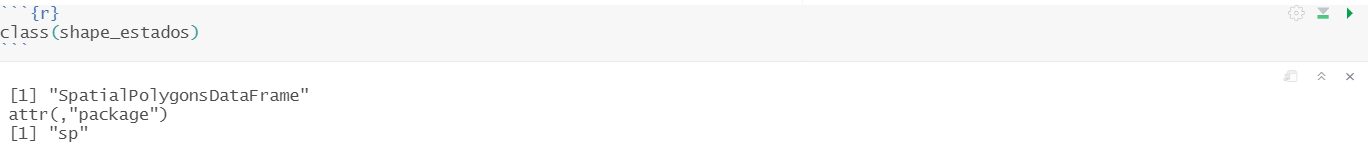 ```{r}
class(shape_estados)
```
[1] "SpatialPolygonsDataFrame"
attr(,"package")
[1] "sp"